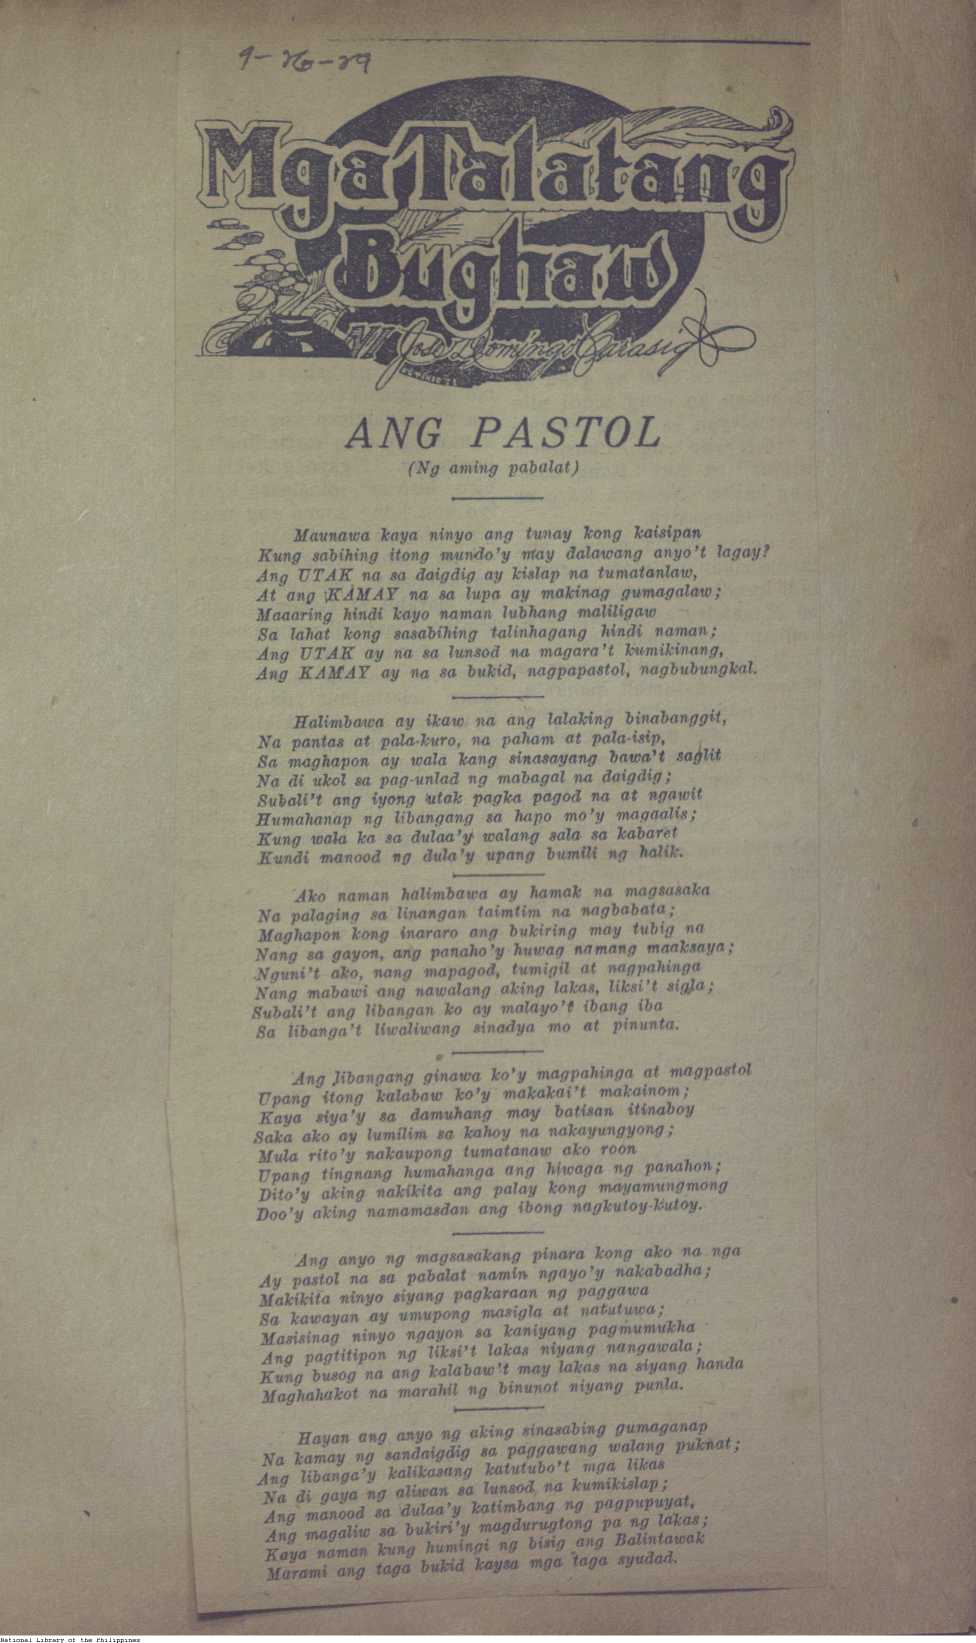 9-26-29
Mga Talatang
Bughaw
NI Jose Domingo Carasig
ANG PASTOL
(Ng aming pabalat)
Maunawa kaya ninyo ang tunay kong kaisipan
Kung sabihing itong mundo'y may dalawang anyo't lagay?
Ang UTAK na sa daigdig ay kislap na tumatanlaw,
At ang KAMAY na sa lupa ay makinag gumagalaw;
Maaaring hindi kayo naman lubhang maliligaw
Sa lahat kong sasabihing talinhagang hindi naman;
Ang UTAK ay na sa lunsod na magara't kumikinang,
Ang KAMAY ay na sa bukid, nagpapastol, nagbubungkal.
Halimbawa ay ikaw na ang lalaking binabanggit,
Na pantas at pala-kuro, na paham at pala-isip,
Sa maghapon ay wala kang sinasayang bawa't saglit
Na di ukol sa pag-unlad ng mabagal na daigdig;
Subali't ang iyong utak pagka pagod na at ngawit
Humahanap ng libangang sa hapo mo'y magaalis;
Kung wala ka sa dulaa'y walang sala sa kabaret
Kundi manood ng dula'y upang bumili ng halik.
Ako naman halimbawa ay hamak na magsasaka
Na palaging sa linangan taimtim na nagbabata;
Maghapon kong inararo ang bukiring may tubig na
Nang sa gayon, ang panaho'y huwag namang maaksaya;
Nguni't ako, nang mapagod, tumigil at nagpahinga
Nang mabawi ang nawalang aking lakas, liksi't sigla;
Subali't ang libangan ko ay malayo't ibang iba
Sa libanga't liwaliwang sinadya mo at pinunta.
Ang libangang ginawa ko'y magpahinga at magpastol
Upang itong kalabaw ko'y makakai't makainom;
Kaya siya'y sa damuhang may batisan itinaboy
Saka ako ay lumilim sa kahoy na nakayungyong;
Mula rito'y nakaupong tumatanaw ako roon
Upang tingnang humahanga ang hiwaga ng panahon;
Dito'y aking nakikita ang palay kong mayamungmong
Doo'y aking namamasdan ang ibong nagkutoy-kutoy.
Ang anyo ng magsasakang pinara kong ako na nga
Ay pastol na sa pabalat namin ngayo'y nakabadha;
Makikita ninyo siyang pagkaraan ng paggawa
Sa kawayan ay umupong masigla at natutuwa;
Masisinag ninyo ngayon sa kaniyang pagmumukha
Ang pagtitipon ng liksi't lakas niyang nangawala;
Kung busog na ang kalabaw't may lakas na siyang handa
Maghahakot na marahil ng binunot niyang punla.
Hayan ang anyo ng aking sinasabing gumaganap
Na kamay ng sandaigdig sa paggawang walang puknat;
Ang libanga'y kalikasang katutubo't mga likas
Na di gaya ng aliwan sa lunsod na kumikislap;
Ang manood sa dulaa'y katimbang ng pagpupuyat,
Ang magaliw sa bukiri'y magdurugtong pa ng lakas;
Kaya naman kung humingi ng bisig ang Balintawak
Marami ang taga bukid kaysa mga taga syudad.
National Library of the Philippines